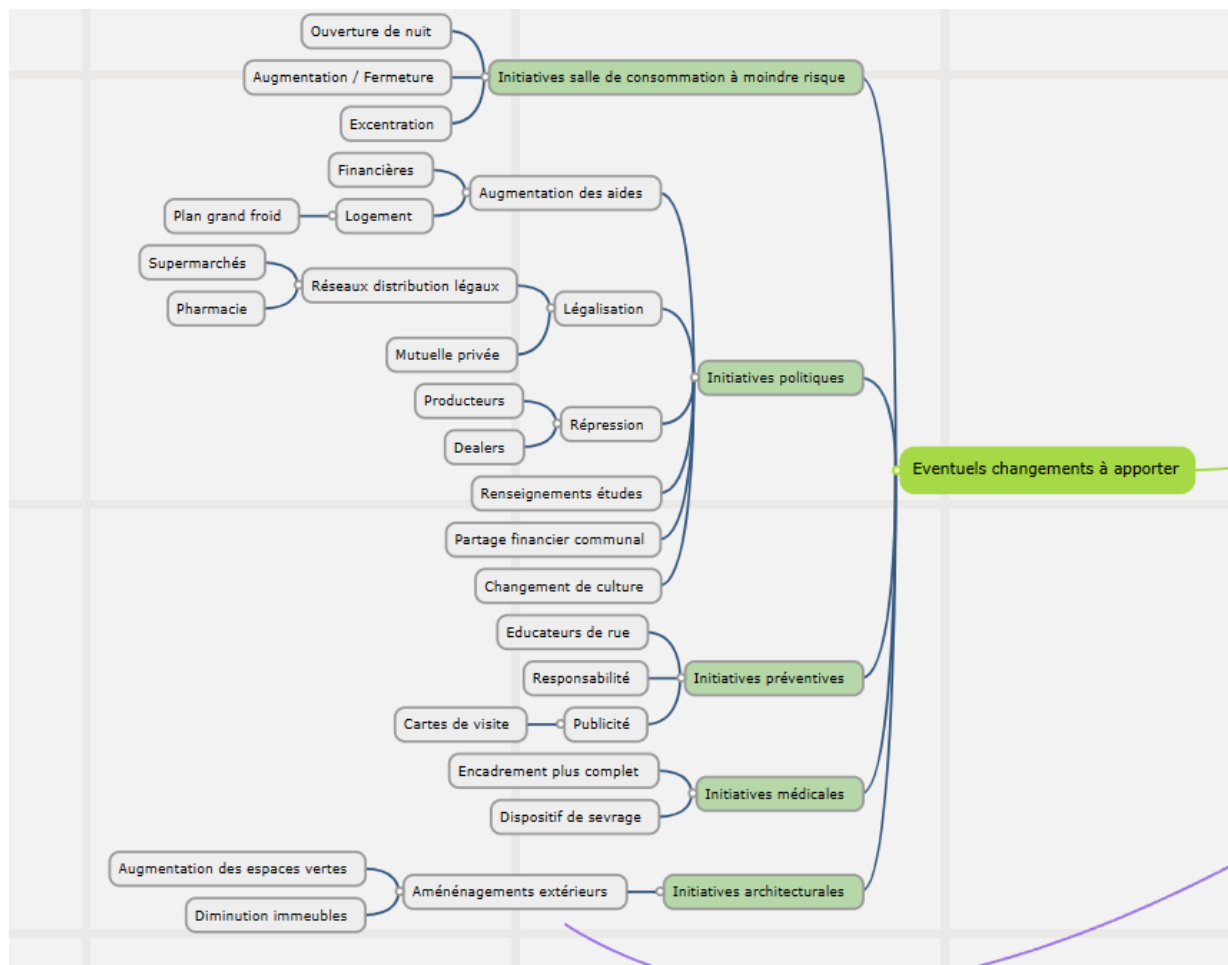 Ouverture de nuit
Augmentation / Fermeture
Initiatives salle de consommation à moindre risque
Excentration
Financières
Augmentation des aides
Plan grand froid
Logement
Supermarchés
Réseaux distribution légaux
Pharmacie
Légalisation
Mutuelle privée
Initiatives politiques
Producteurs
Répression
Dealers
Eventuels changements à apporter
Renseignements études
Partage financier communal
Changement de culture
Educateurs de rue
Responsabilité
Initiatives préventives
Cartes de visite
Publicité
Encadrement plus complet
Initiatives médicales
Dispositif de sevrage
Augmentation des espaces vertes
Aménénagements extérieurs
Initiatives architecturales
Diminution immeubles